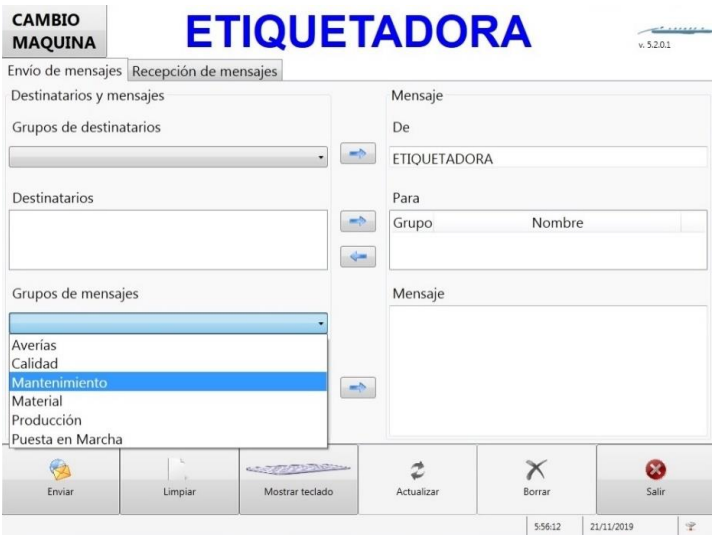 CAMBIO
MAQUINA
ETIQUETADORA
v. 5.2.0.1
Envío de mensajes
Recepción de mensajes
Destinatarios y mensajes
Grupos de destinatarios
Destinatarios
Grupos de mensajes
Averías
Calidad
Mantenimiento
Material
Producción
Puesta en Marcha
Mensaje
De
ETIQUETADORA
Para
Grupo Nombre
Mensaje
Enviar
Limpiar
Mostrar teclado
Actualizar
Borrar
Salir
5:56:12 21/11/2019